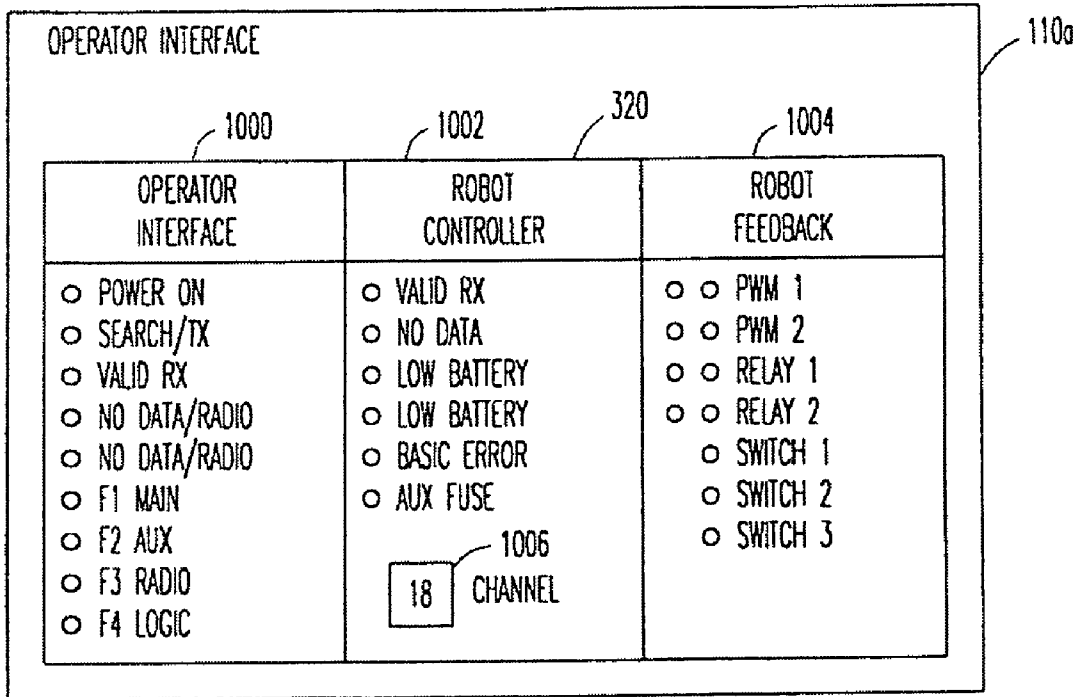 OPERATOR INTERFACE
110a
1000
1002
320
1004
OPERATOR
INTERFACE
ROBOT
CONTROLLER
ROBOT
FEEDBACK
POWER ON
SEARCH/TX
VALID RX
NO DATA/RADIO
NO DATA/RADIO
F1 MAIN
F2 AUX
F3 RADIO
F4 LOGIC
VALID RX
NO DATA
LOW BATTERY
LOW BATTERY
BASIC ERROR
AUX FUSE
1006
18 CHANNEL
PWM 1
PWM 2
RELAY 1
RELAY 2
SWITCH 1
SWITCH 2
SWITCH 3